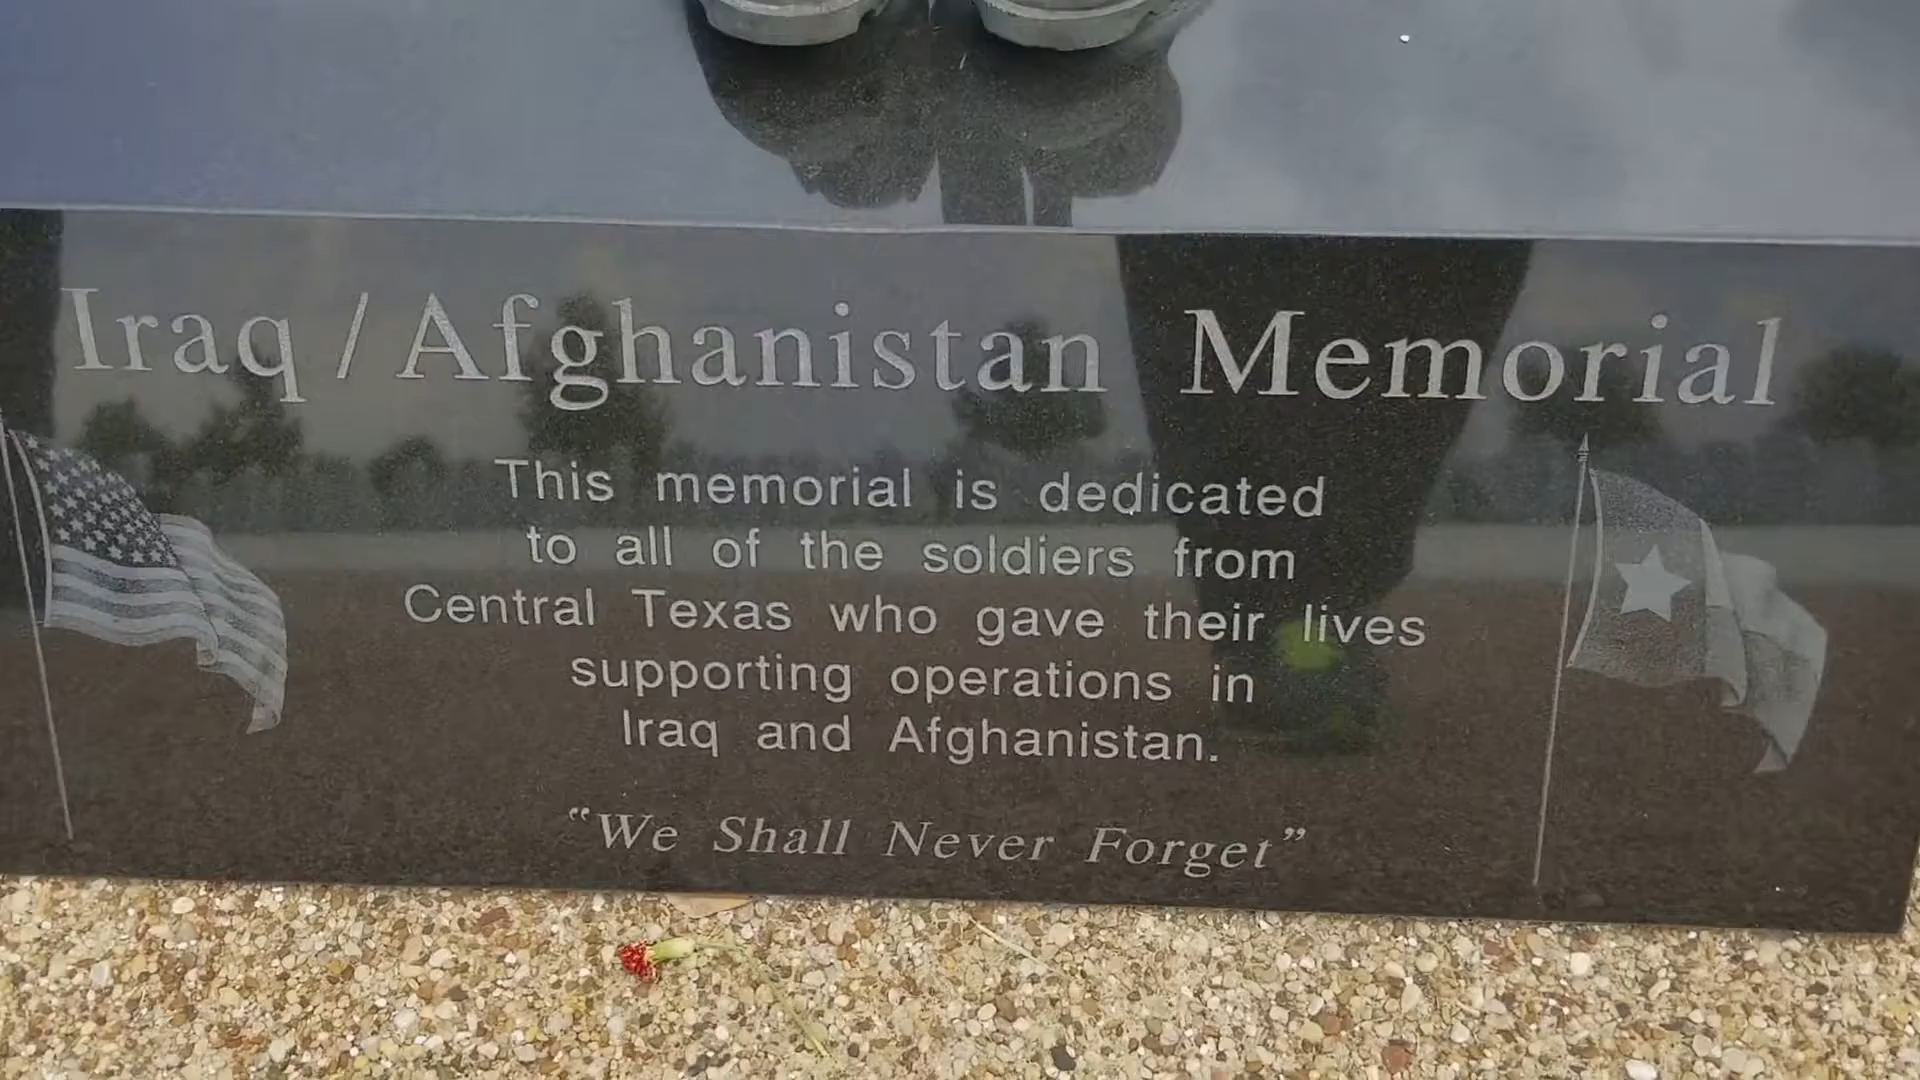 Iraq / Afghanistan Memorial
This memorial is dedicated
to all of the soldiers from
Central Texas who gave their lives
supporting operations in
Iraq and Afghanistan.
“We Shall Never Forget”